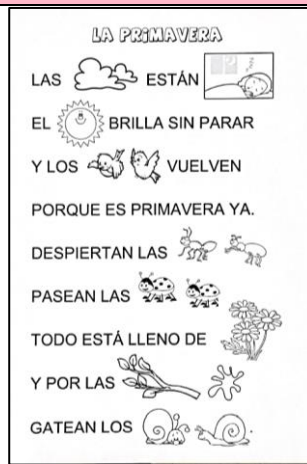 LA PRIMAVERA
LAS ESTÁN
EL BRILLA SIN PARAR
Y LOS VUELVEN
PORQUE ES PRIMAVERA YA.
DESPIERTAN LAS
PASEAN LAS
TODO ESTÁ LLENO DE
Y POR LAS
GATEAN LOS .